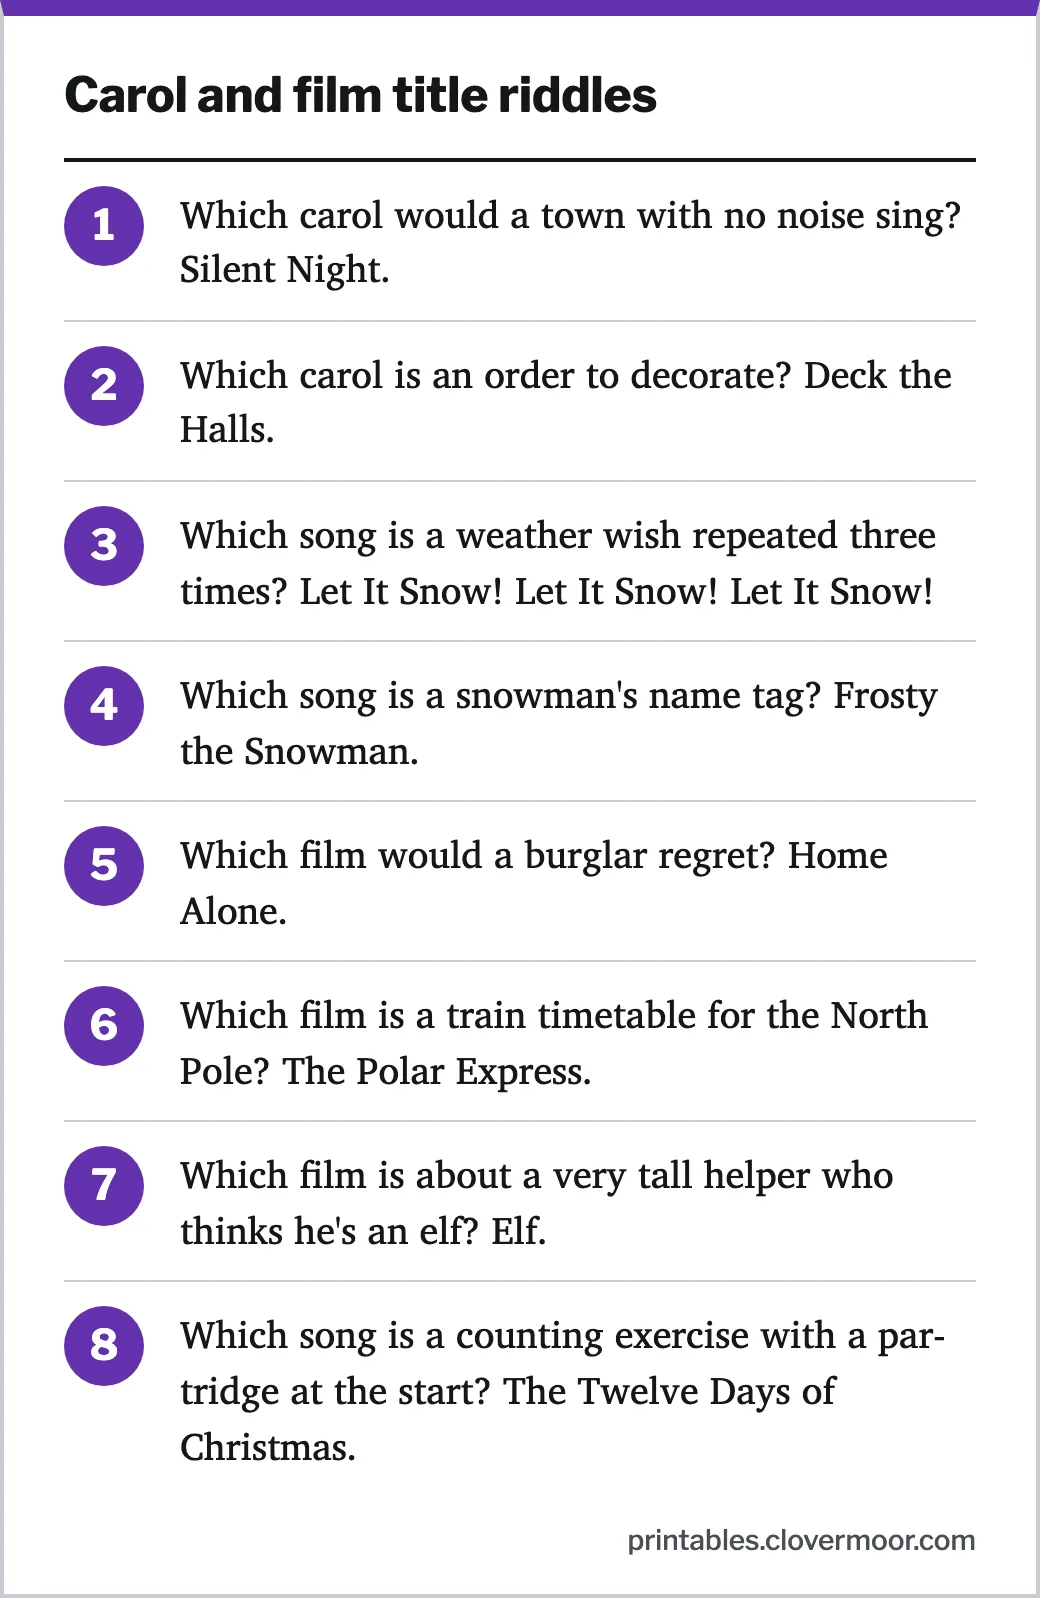 Carol and film title riddles
1
Which carol would a town with no noise sing?
Silent Night.
2
Which carol is an order to decorate? Deck the
Halls.
3
Which song is a weather wish repeated three
times? Let It Snow! Let It Snow! Let It Snow!
4
Which song is a snowman's name tag? Frosty
the Snowman.
5
Which film would a burglar regret? Home
Alone.
6
Which film is a train timetable for the North
Pole? The Polar Express.
7
Which film is about a very tall helper who
thinks he's an elf? Elf.
8
Which song is a counting exercise with a par-
tridge at the start? The Twelve Days of
Christmas.
printables.clovermoor.com